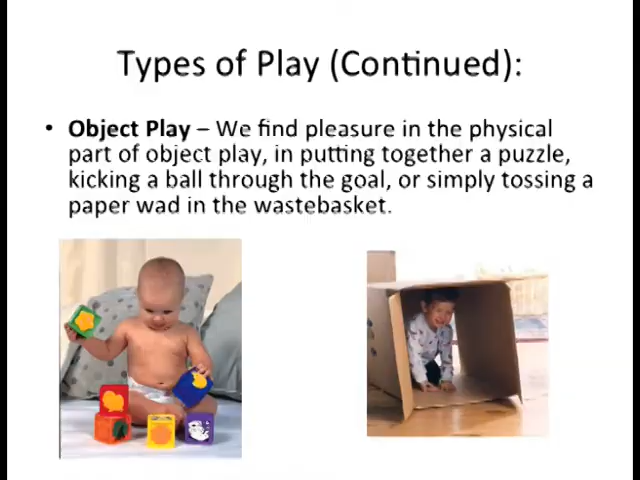 Types of Play (Continued):
• Object Play – We find pleasure in the physical
part of object play, in putting together a puzzle,
kicking a ball through the goal, or simply tossing a
paper wad in the wastebasket.